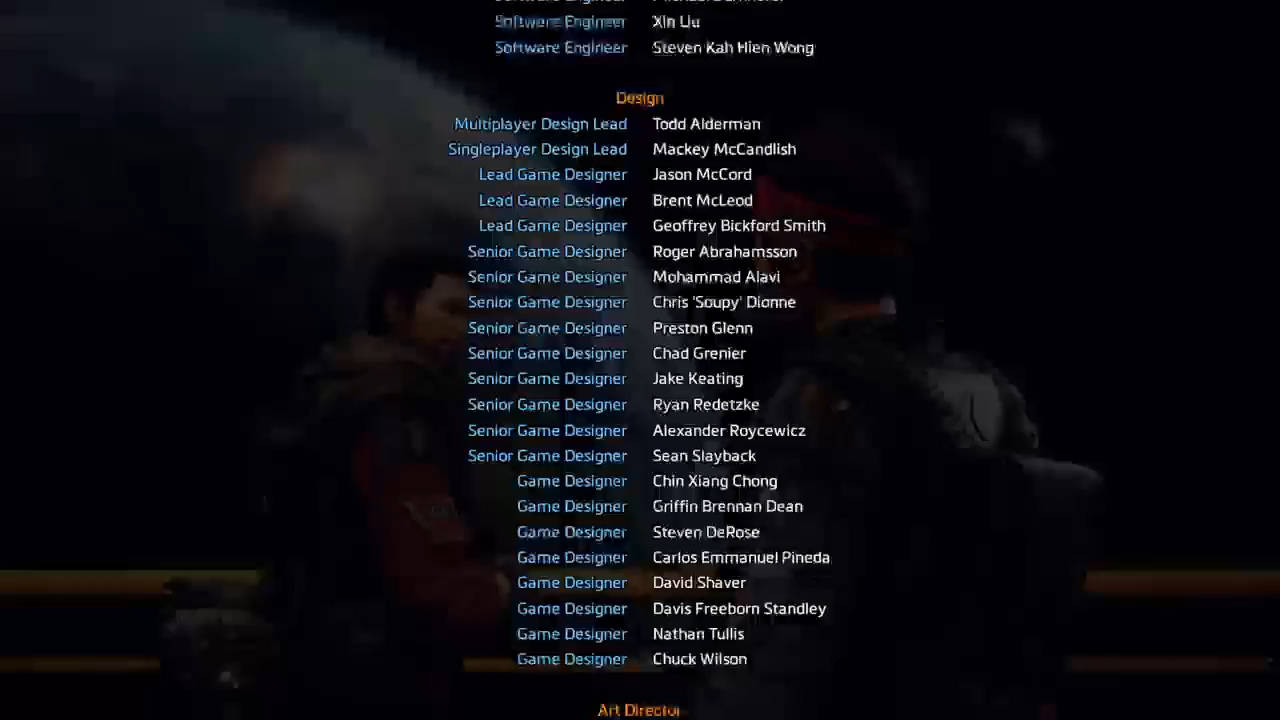 Software Engineer
Software Engineer Xin Liu
Software Engineer Steven Kah Hien Wong
Design
Multiplayer Design Lead Todd Alderman
Singleplayer Design Lead Mackey McCandlish
Lead Game Designer Jason McCord
Lead Game Designer Brent McLeod
Lead Game Designer Geoffrey Bickford Smith
Senior Game Designer Roger Abrahamsson
Senior Game Designer Mohammad Alavi
Senior Game Designer Chris 'Soupy' Dionne
Senior Game Designer Preston Glenn
Senior Game Designer Chad Grenier
Senior Game Designer Jake Keating
Senior Game Designer Ryan Redetzke
Senior Game Designer Alexander Roycewicz
Senior Game Designer Sean Slayback
Game Designer Chin Xiang Chong
Game Designer Griffin Brennan Dean
Game Designer Steven DeRose
Game Designer Carlos Emmanuel Pineda
Game Designer David Shaver
Game Designer Davis Freeborn Standley
Game Designer Nathan Tullis
Game Designer Chuck Wilson
Art Director